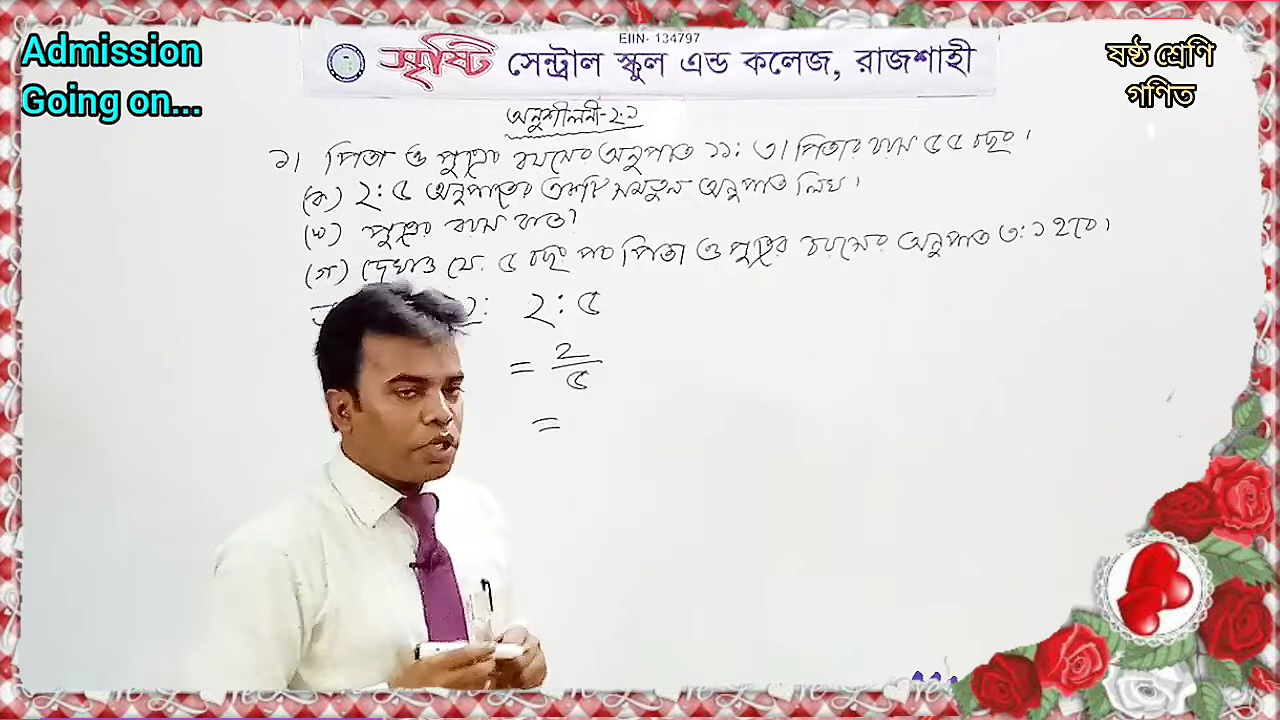 Admission
Going on...
EIIN- 134797
সৃষ্টি সেন্ট্রাল স্কুল এন্ড কলেজ, রাজশাহী
ষষ্ঠ শ্রেণি
গণিত
অনুশীলনী-২.১
১। পিতা ও পুত্রের বয়সের অনুপাত ১১:৩। পিতার বয়স ৫৫ বছর।
(ক) ২:৫ অনুপাতের একটি সমতুল অনুপাত লিখ।
(খ) পুত্রের বয়স কত?
(গ) দেখাও যে, ৫ বছর পর পিতা ও পুত্রের বয়সের অনুপাত ৩:১ হবে।
২ : ৫
= ২/৫
=